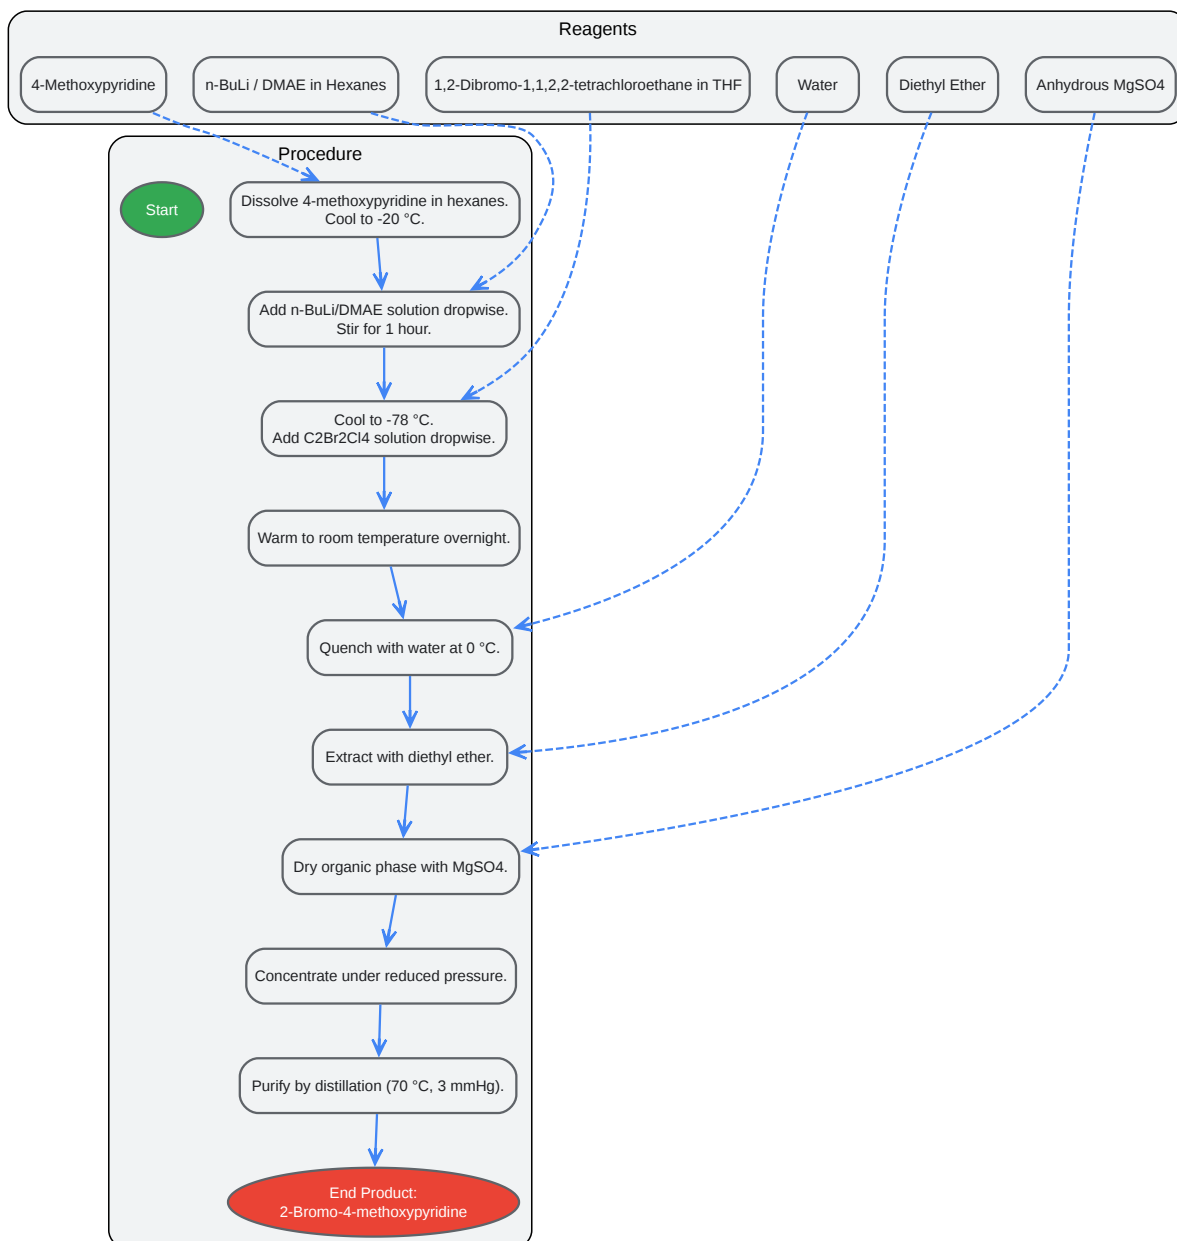 Reagents
4-Methoxypyridine
n-BuLi / DMAE in Hexanes
1,2-Dibromo-1,1,2,2-tetrachloroethane in THF
Water
Diethyl Ether
Anhydrous MgSO4
Procedure
Start
Dissolve 4-methoxypyridine in hexanes.
Cool to -20 °C.
Add n-BuLi/DMAE solution dropwise.
Stir for 1 hour.
Cool to -78 °C.
Add C2Br2Cl4 solution dropwise.
Warm to room temperature overnight.
Quench with water at 0 °C.
Extract with diethyl ether.
Dry organic phase with MgSO4.
Concentrate under reduced pressure.
Purify by distillation (70 °C, 3 mmHg).
End Product:
2-Bromo-4-methoxypyridine